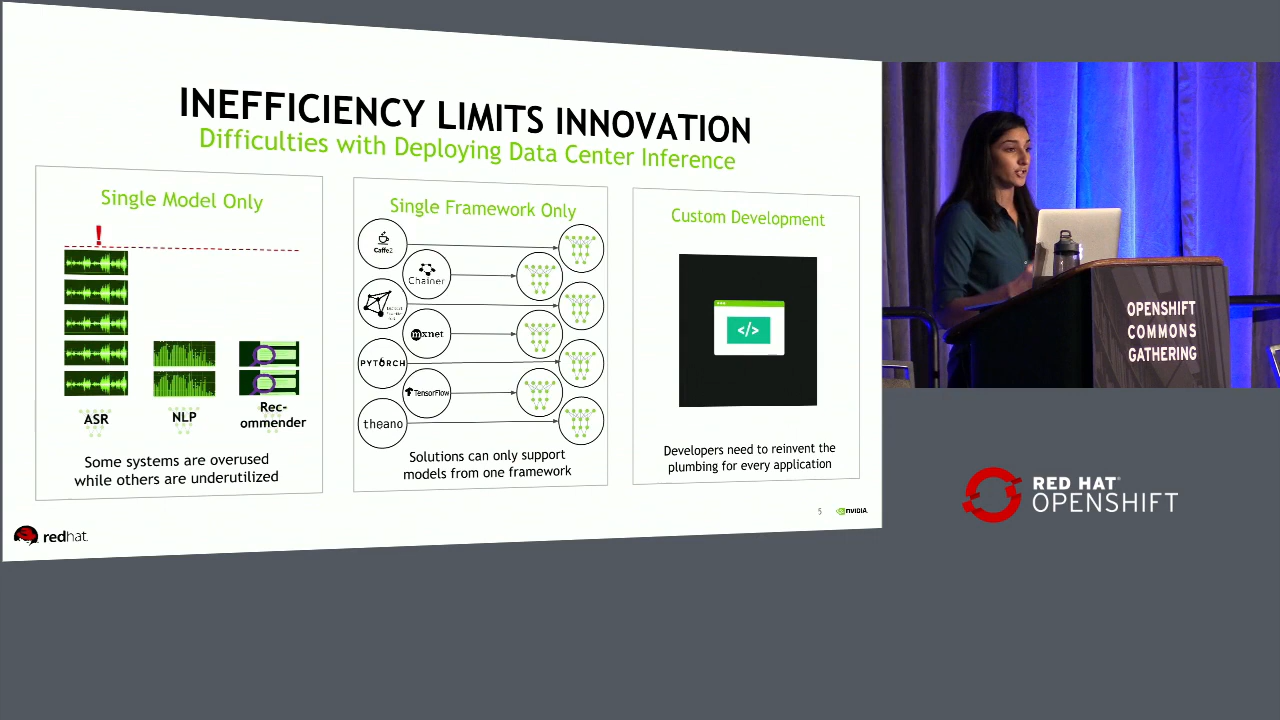 INEFFICIENCY LIMITS INNOVATION
Difficulties with Deploying Data Center Inference
Single Model Only
!
ASR
NLP
Rec-
ommender
Some systems are overused
while others are underutilized
Single Framework Only
Caffe2
Chainer
mxnet
PYTORCH
TensorFlow
theano
Solutions can only support
models from one framework
Custom Development
</>
Developers need to reinvent the
plumbing for every application
5
NVIDIA.
redhat.
OPENSHIFT
COMMONS
GATHERING
RED HAT®
OPENSHIFT